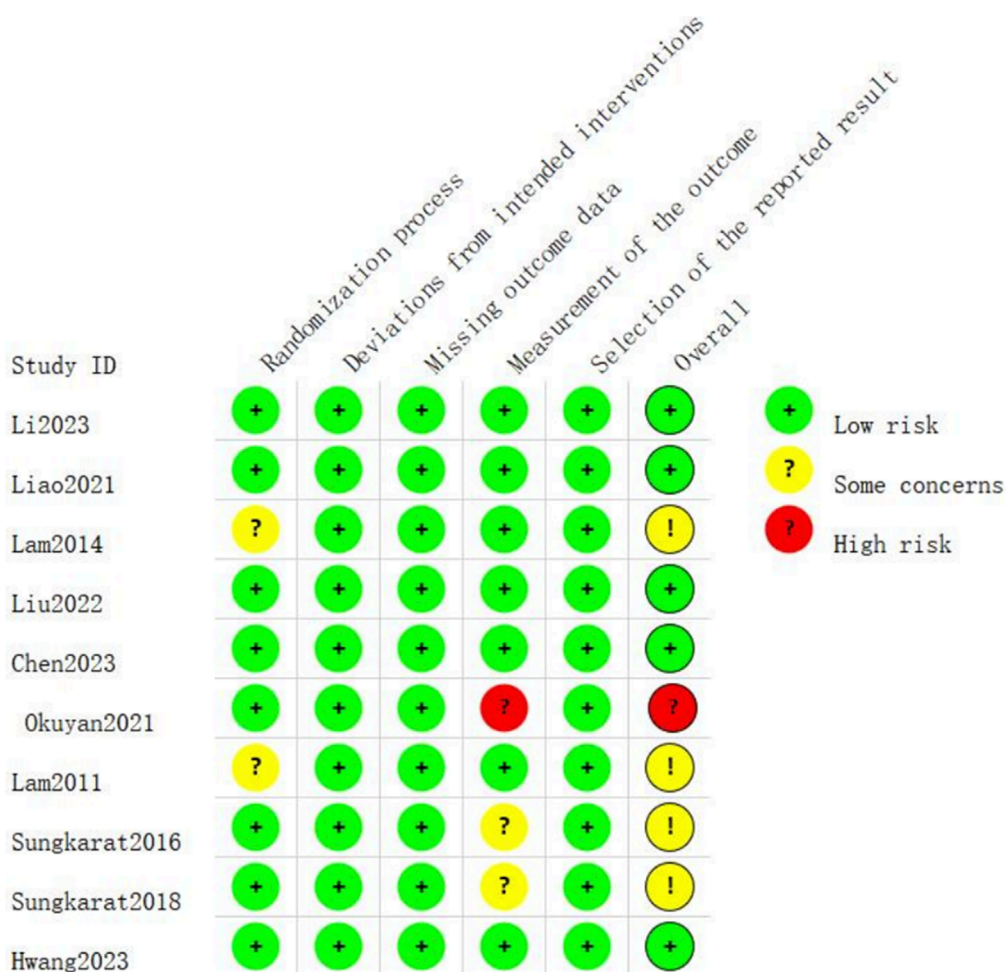 Randomization process
Deviations from intended interventions
Missing outcome data
Measurement of the outcome
Selection of the reported result
Overall
Study ID
Li2023 + + + + + +
Liao2021 + + + + + +
Lam2014 ? + + + + !
Liu2022 + + + + + +
Chen2023 + + + + + +
Okuyan2021 + + + ? + ?
Lam2011 ? + + + + !
Sungkarat2016 + + + ? + !
Sungkarat2018 + + + ? + !
Hwang2023 + + + + + +
+ Low risk
? Some concerns
? High risk